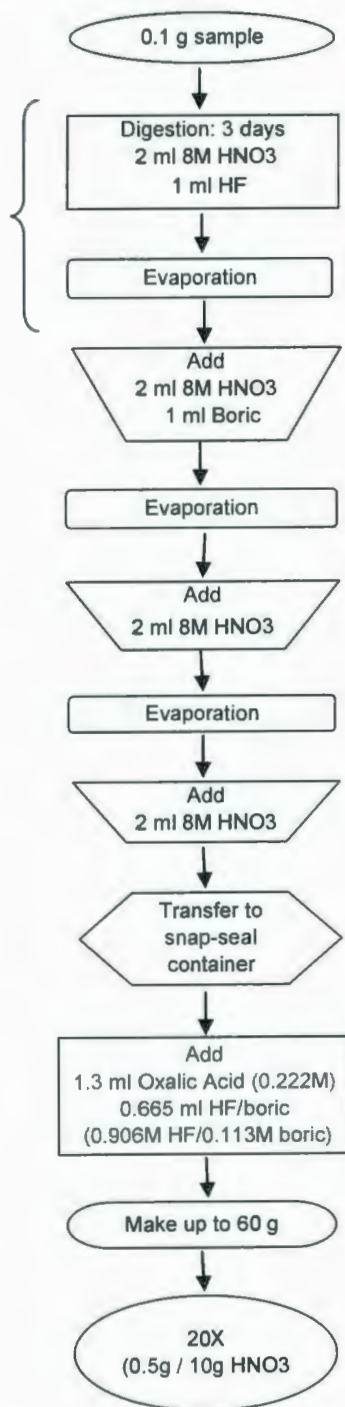 0.1 g sample
Digestion: 3 days
2 ml 8M HNO3
1 ml HF
Evaporation
Add
2 ml 8M HNO3
1 ml Boric
Evaporation
Add
2 ml 8M HNO3
Evaporation
Add
2 ml 8M HNO3
Transfer to
snap-seal
container
Add
1.3 ml Oxalic Acid (0.222M)
0.665 ml HF/boric
(0.906M HF/0.113M boric)
Make up to 60 g
20X
(0.5g / 10g HNO3